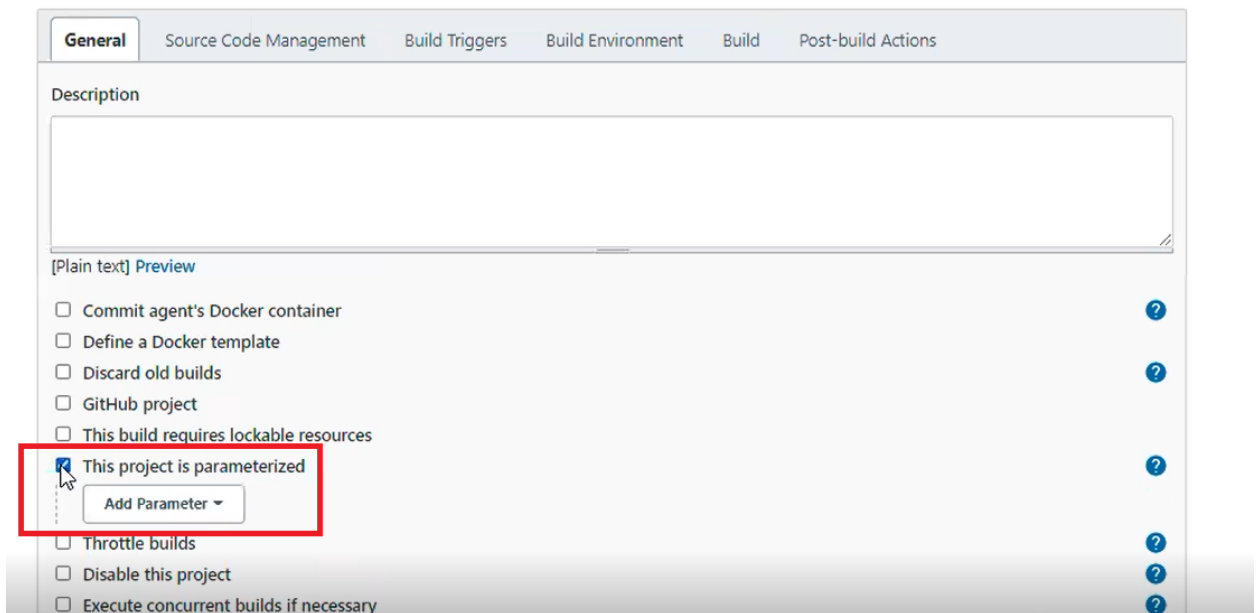 General Source Code Management Build Triggers Build Environment Build Post-build Actions
Description
[Plain text] Preview
Commit agent's Docker container
Define a Docker template
Discard old builds
GitHub project
This build requires lockable resources
This project is parameterized
Add Parameter
Throttle builds
Disable this project
Execute concurrent builds if necessary